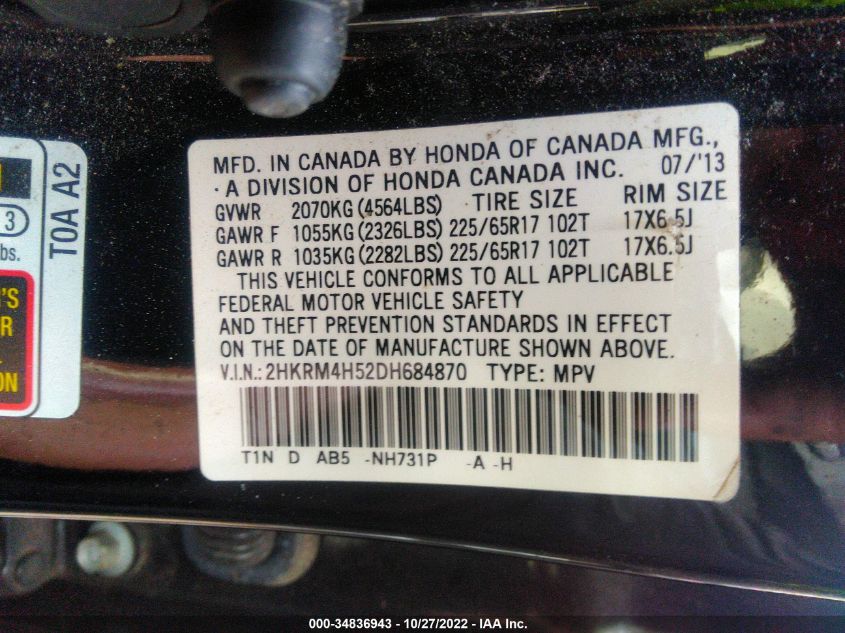 MFD. IN CANADA BY HONDA OF CANADA MFG.,
A DIVISION OF HONDA CANADA INC. 07/'13
GVWR 2070KG (4564LBS) TIRE SIZE RIM SIZE
GAWR F 1055KG (2326LBS) 225/65R17 102T 17X6.5J
GAWR R 1035KG (2282LBS) 225/65R17 102T 17X6.5J
THIS VEHICLE CONFORMS TO ALL APPLICABLE
FEDERAL MOTOR VEHICLE SAFETY
AND THEFT PREVENTION STANDARDS IN EFFECT
ON THE DATE OF MANUFACTURE SHOWN ABOVE.
V.I.N.: 2HKRM4H52DH684870 TYPE: MPV
T1N D AB5 -NH731P -A -H
T0A A2
3
lbs.
000-34836943 - 10/27/2022 - IAA Inc.